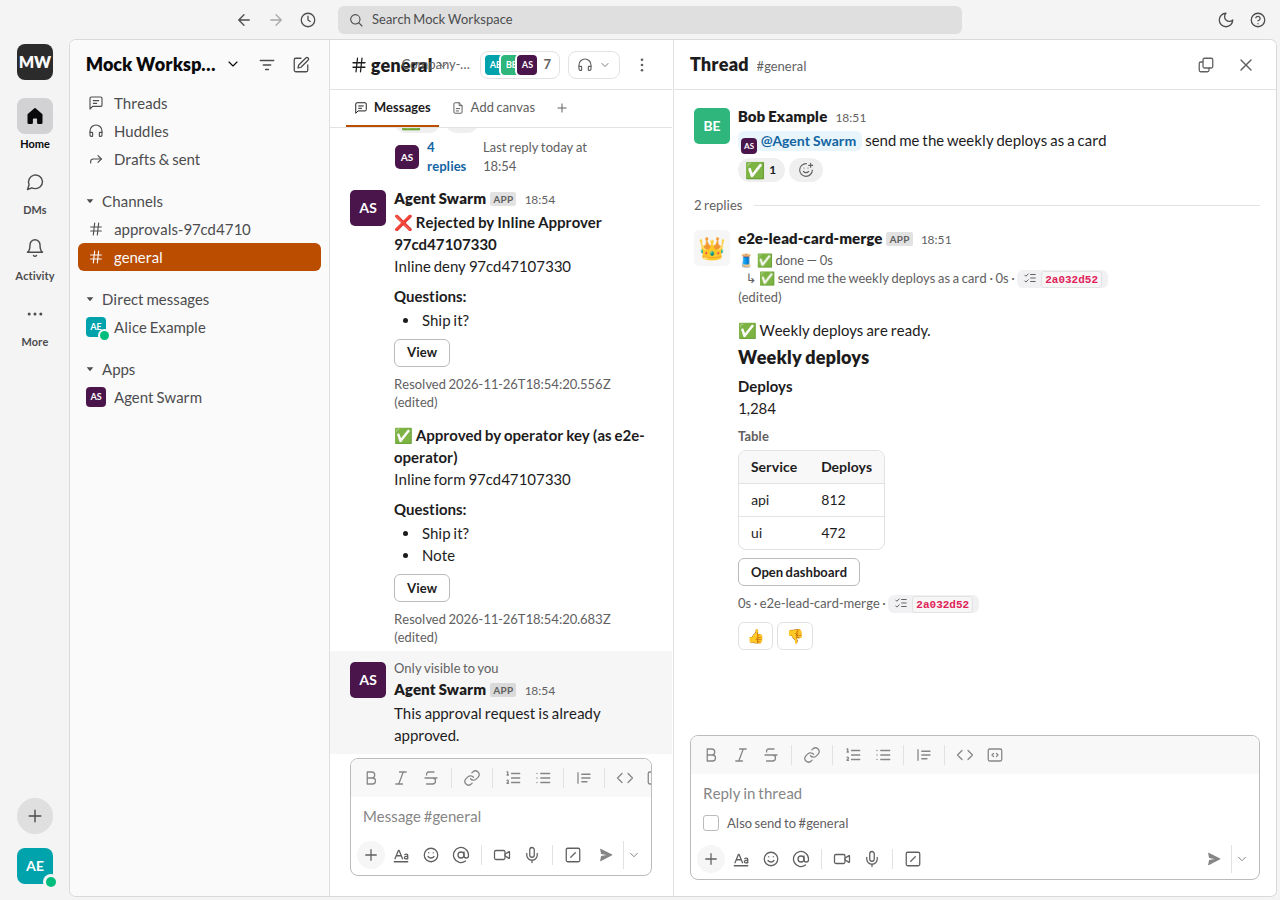 Search Mock Workspace
MW
Home
DMs
Activity
More
AE
Mock Worksp...
Threads
Huddles
Drafts & sent
Channels
approvals-97cd4710
general
Direct messages
AE Alice Example
Apps
AS Agent Swarm
# general
AE BE AS 7
Messages
Add canvas
AS 4 replies
Last reply today at 18:54
AS
Agent Swarm APP 18:54
❌ Rejected by Inline Approver
97cd47107330
Inline deny 97cd47107330
Questions:
• Ship it?
View
Resolved 2026-11-26T18:54:20.556Z
(edited)
✅ Approved by operator key (as e2e-
operator)
Inline form 97cd47107330
Questions:
• Ship it?
• Note
View
Resolved 2026-11-26T18:54:20.683Z
(edited)
Only visible to you
AS
Agent Swarm APP 18:54
This approval request is already
approved.
Message #general
Aa
Thread #general
BE
Bob Example 18:51
AS @Agent Swarm send me the weekly deploys as a card
✅ 1
2 replies
e2e-lead-card-merge APP 18:51
🧵 ✅ done — 0s
↳ ✅ send me the weekly deploys as a card · 0s · 2a032d52
(edited)
✅ Weekly deploys are ready.
Weekly deploys
Deploys
1,284
Table
Service Deploys
api 812
ui 472
Open dashboard
0s · e2e-lead-card-merge · 2a032d52
👍 👎
Reply in thread
Also send to #general
Aa